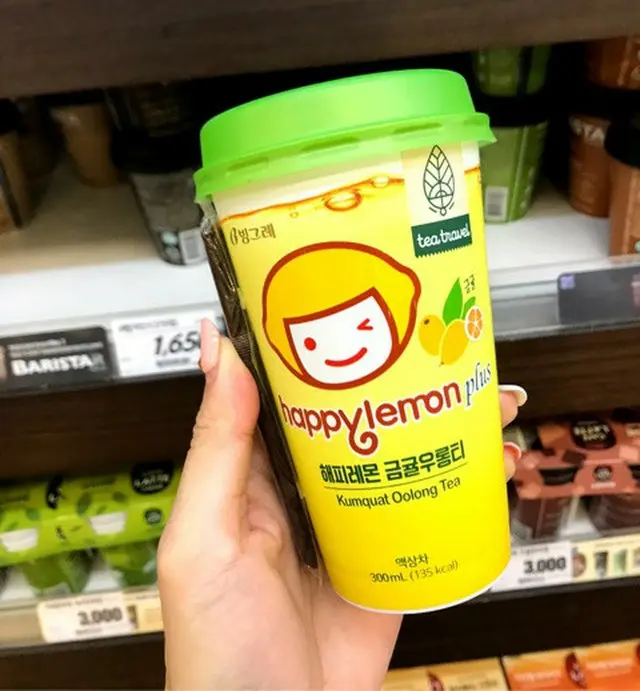 빙그레
tea travel
금귤
happylemon plus
해피레몬 금귤우롱티
Kumquat Oolong Tea
액상차
300mL (135 kcal)
BARISTA
1,65
3,000
3,000